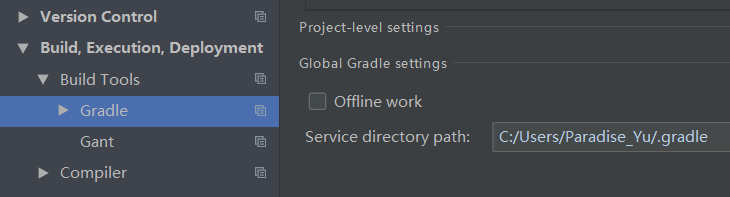 Version Control
Build, Execution, Deployment
Build Tools
Gradle
Gant
Compiler
Project-level settings
Global Gradle settings
Offline work
Service directory path: C:/Users/Paradise_Yu/.gradle